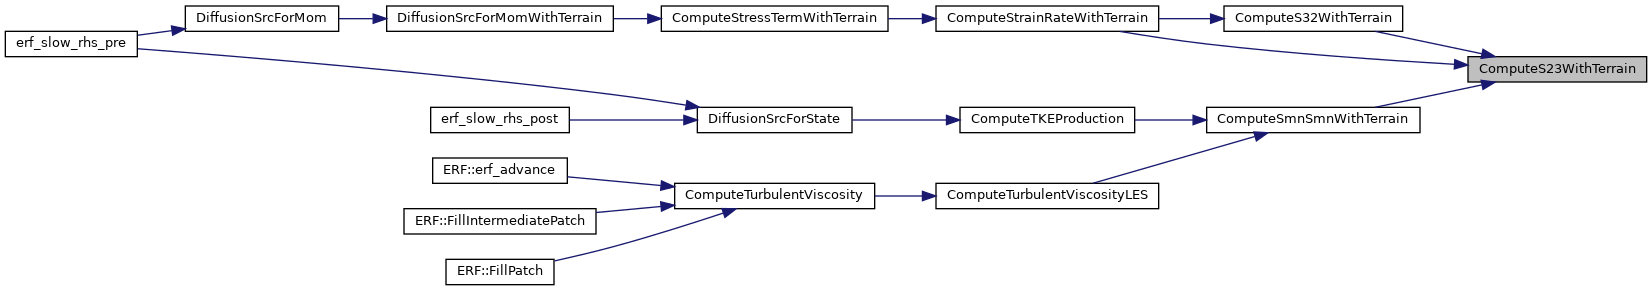 DiffusionSrcForMom
DiffusionSrcForMomWithTerrain
ComputeStressTermWithTerrain
ComputeStrainRateWithTerrain
ComputeS32WithTerrain
erf_slow_rhs_pre
ComputeS23WithTerrain
erf_slow_rhs_post
DiffusionSrcForState
ComputeTKEProduction
ComputeSmnSmnWithTerrain
ERF::erf_advance
ComputeTurbulentViscosity
ComputeTurbulentViscosityLES
ERF::FillIntermediatePatch
ERF::FillPatch